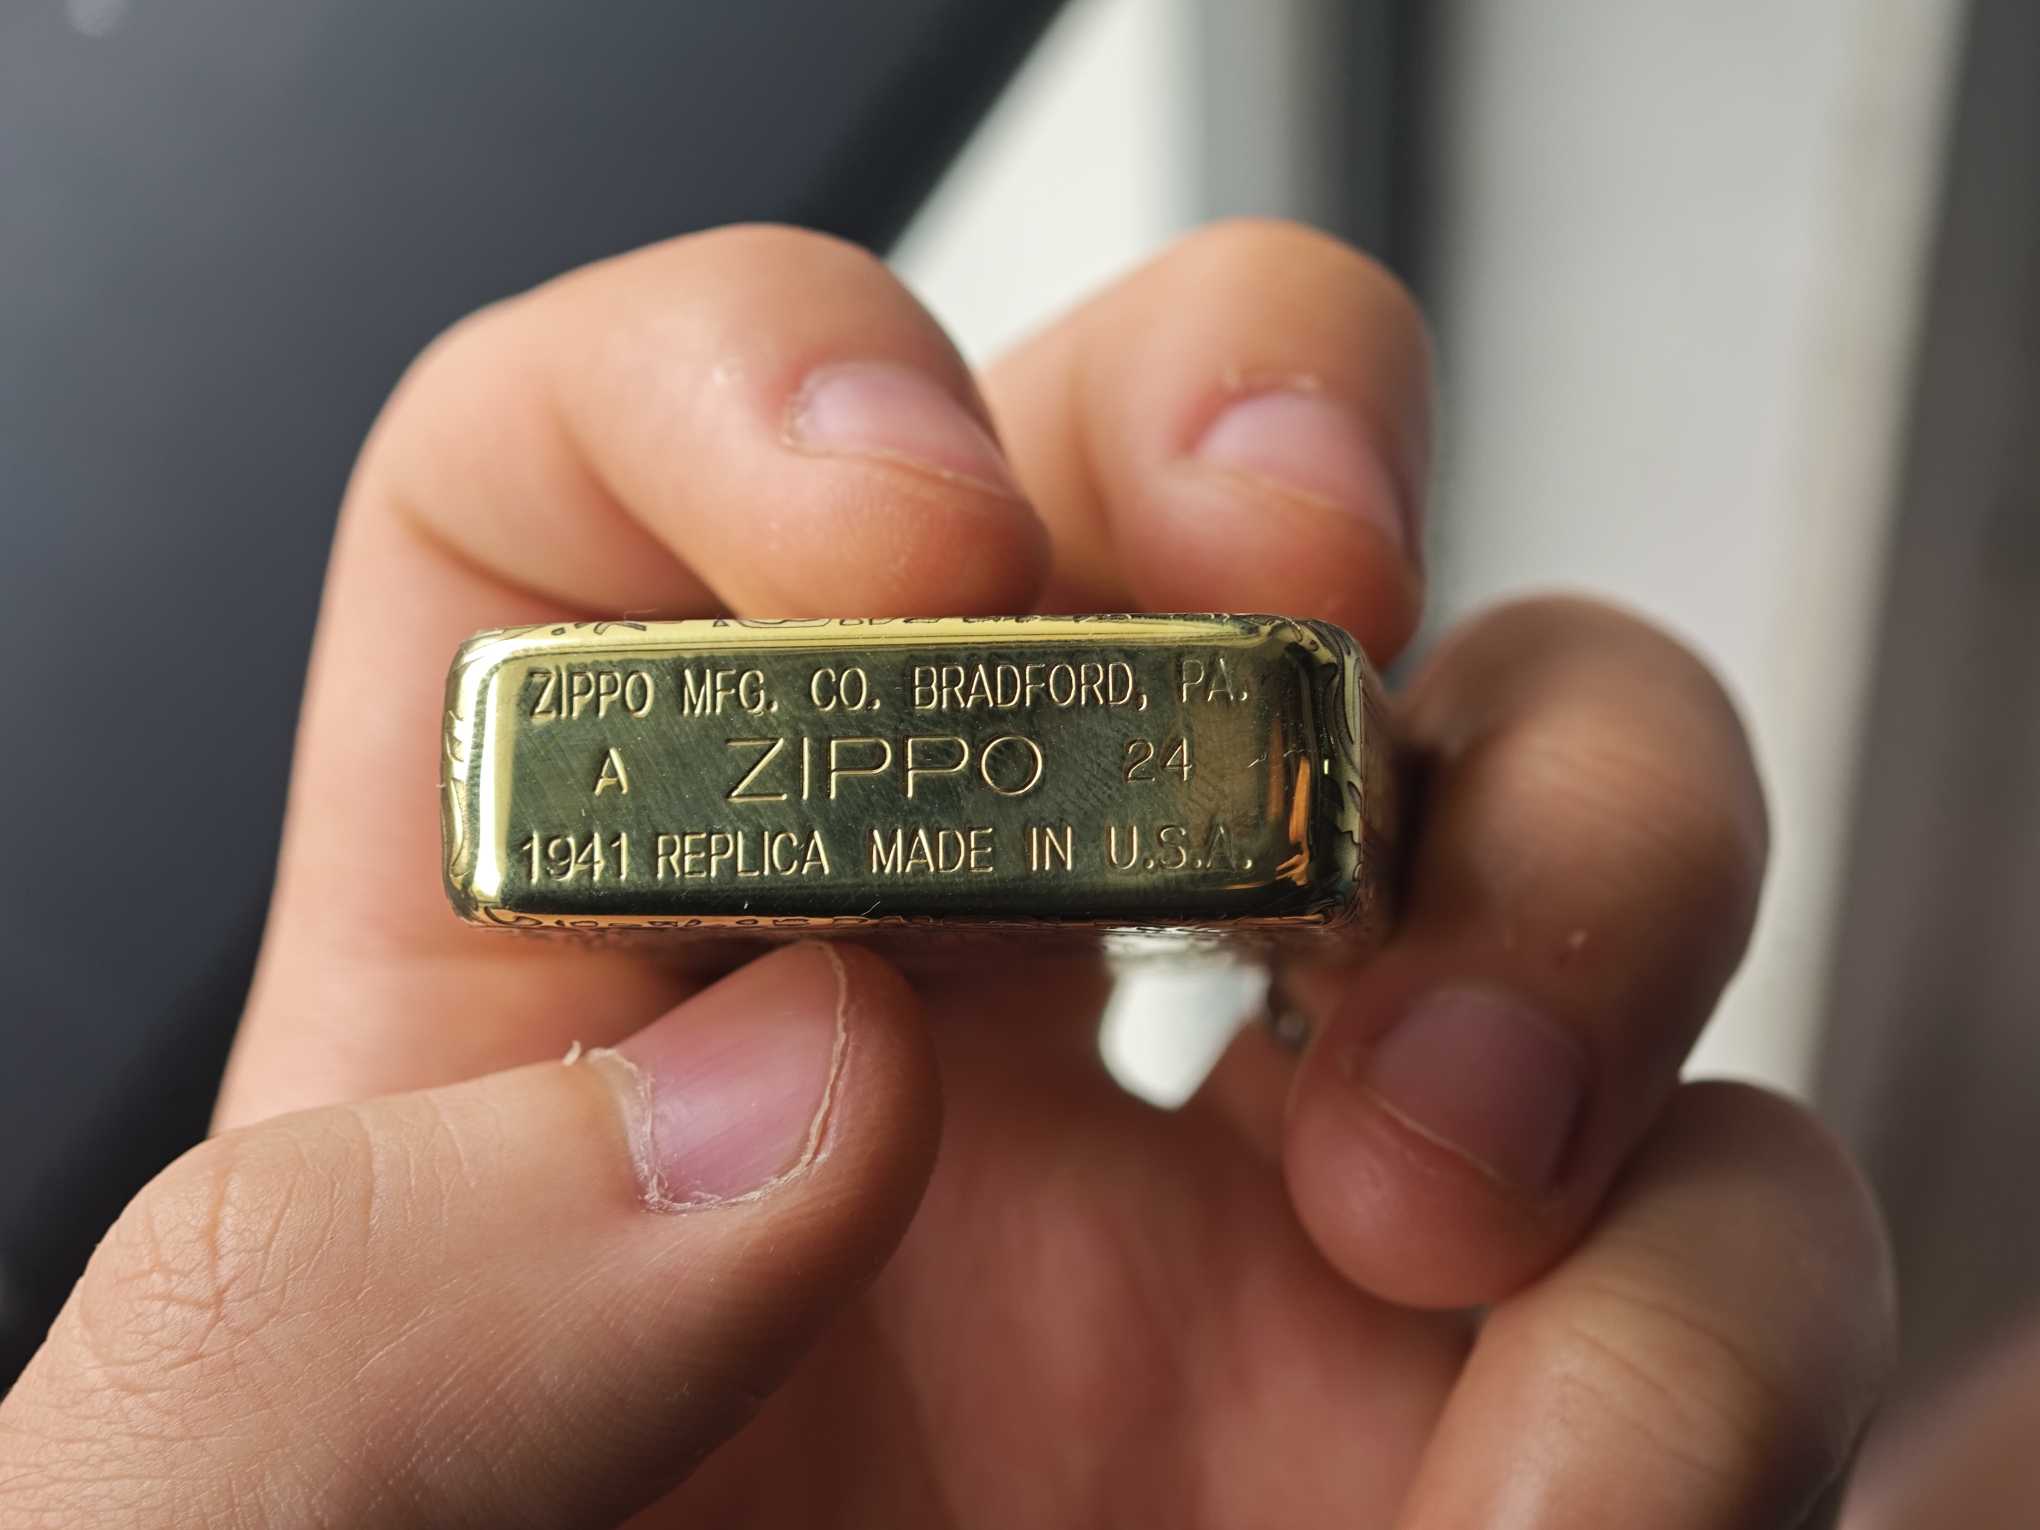 ZIPPO MFG. CO. BRADFORD, PA.
A ZIPPO 24
1941 REPLICA MADE IN U.S.A.